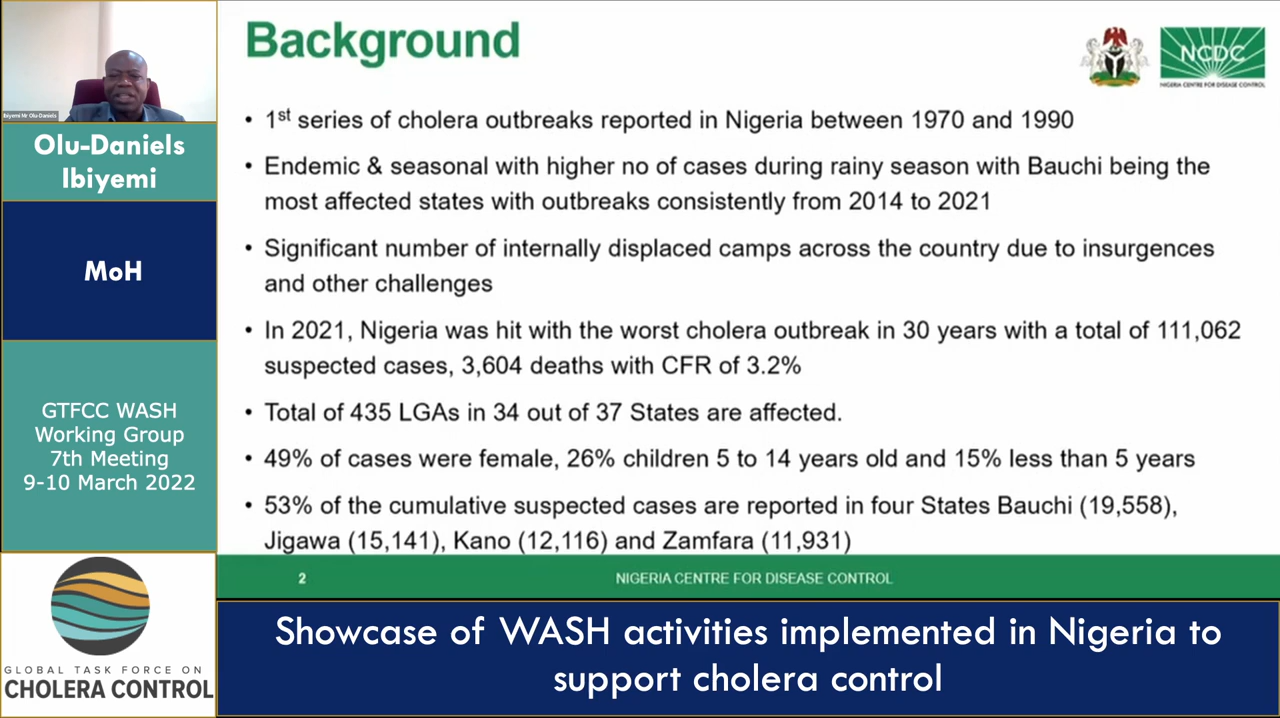 Background
NCDC
NIGERIA CENTRE FOR DISEASE CONTROL
Ibiyemi Mr Olu-Daniels
Olu-Daniels
Ibiyemi
MoH
GTFCC WASH
Working Group
7th Meeting
9-10 March 2022
GLOBAL TASK FORCE ON
CHOLERA CONTROL
• 1st series of cholera outbreaks reported in Nigeria between 1970 and 1990
• Endemic & seasonal with higher no of cases during rainy season with Bauchi being the
most affected states with outbreaks consistently from 2014 to 2021
• Significant number of internally displaced camps across the country due to insurgences
and other challenges
• In 2021, Nigeria was hit with the worst cholera outbreak in 30 years with a total of 111,062
suspected cases, 3,604 deaths with CFR of 3.2%
• Total of 435 LGAs in 34 out of 37 States are affected.
• 49% of cases were female, 26% children 5 to 14 years old and 15% less than 5 years
• 53% of the cumulative suspected cases are reported in four States Bauchi (19,558),
Jigawa (15,141), Kano (12,116) and Zamfara (11,931)
2
NIGERIA CENTRE FOR DISEASE CONTROL
Showcase of WASH activities implemented in Nigeria to
support cholera control